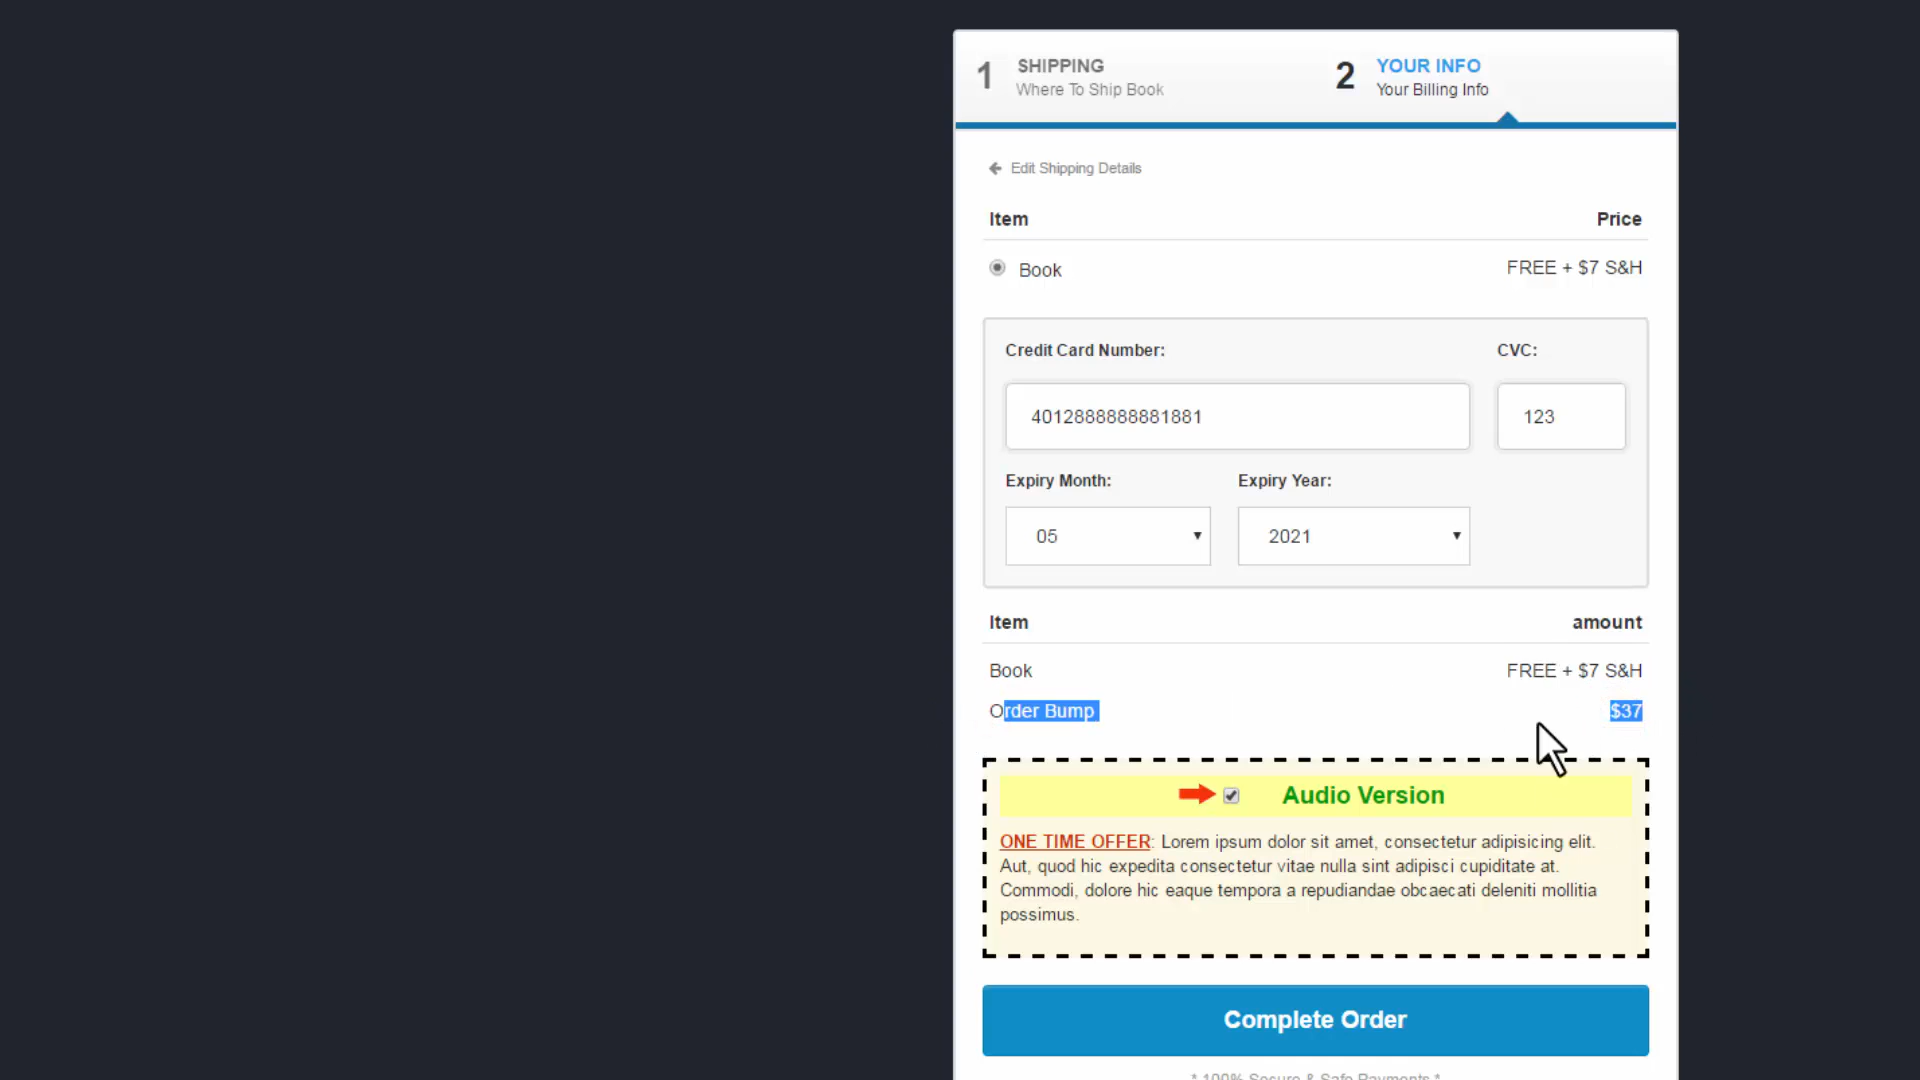 1 SHIPPING
Where To Ship Book
2 YOUR INFO
Your Billing Info
Edit Shipping Details
Item Price
Book FREE + $7 S&H
Credit Card Number: CVC:
4012888888881881 123
Expiry Month: Expiry Year:
05 2021
Item amount
Book FREE + $7 S&H
Order Bump $37
Audio Version
ONE TIME OFFER: Lorem ipsum dolor sit amet, consectetur adipisicing elit.
Aut, quod hic expedita consectetur vitae nulla sint adipisci cupiditate at.
Commodi, dolore hic eaque tempora a repudiandae obcaecati deleniti mollitia
possimus.
Complete Order
* 100% Secure & Safe Payments *